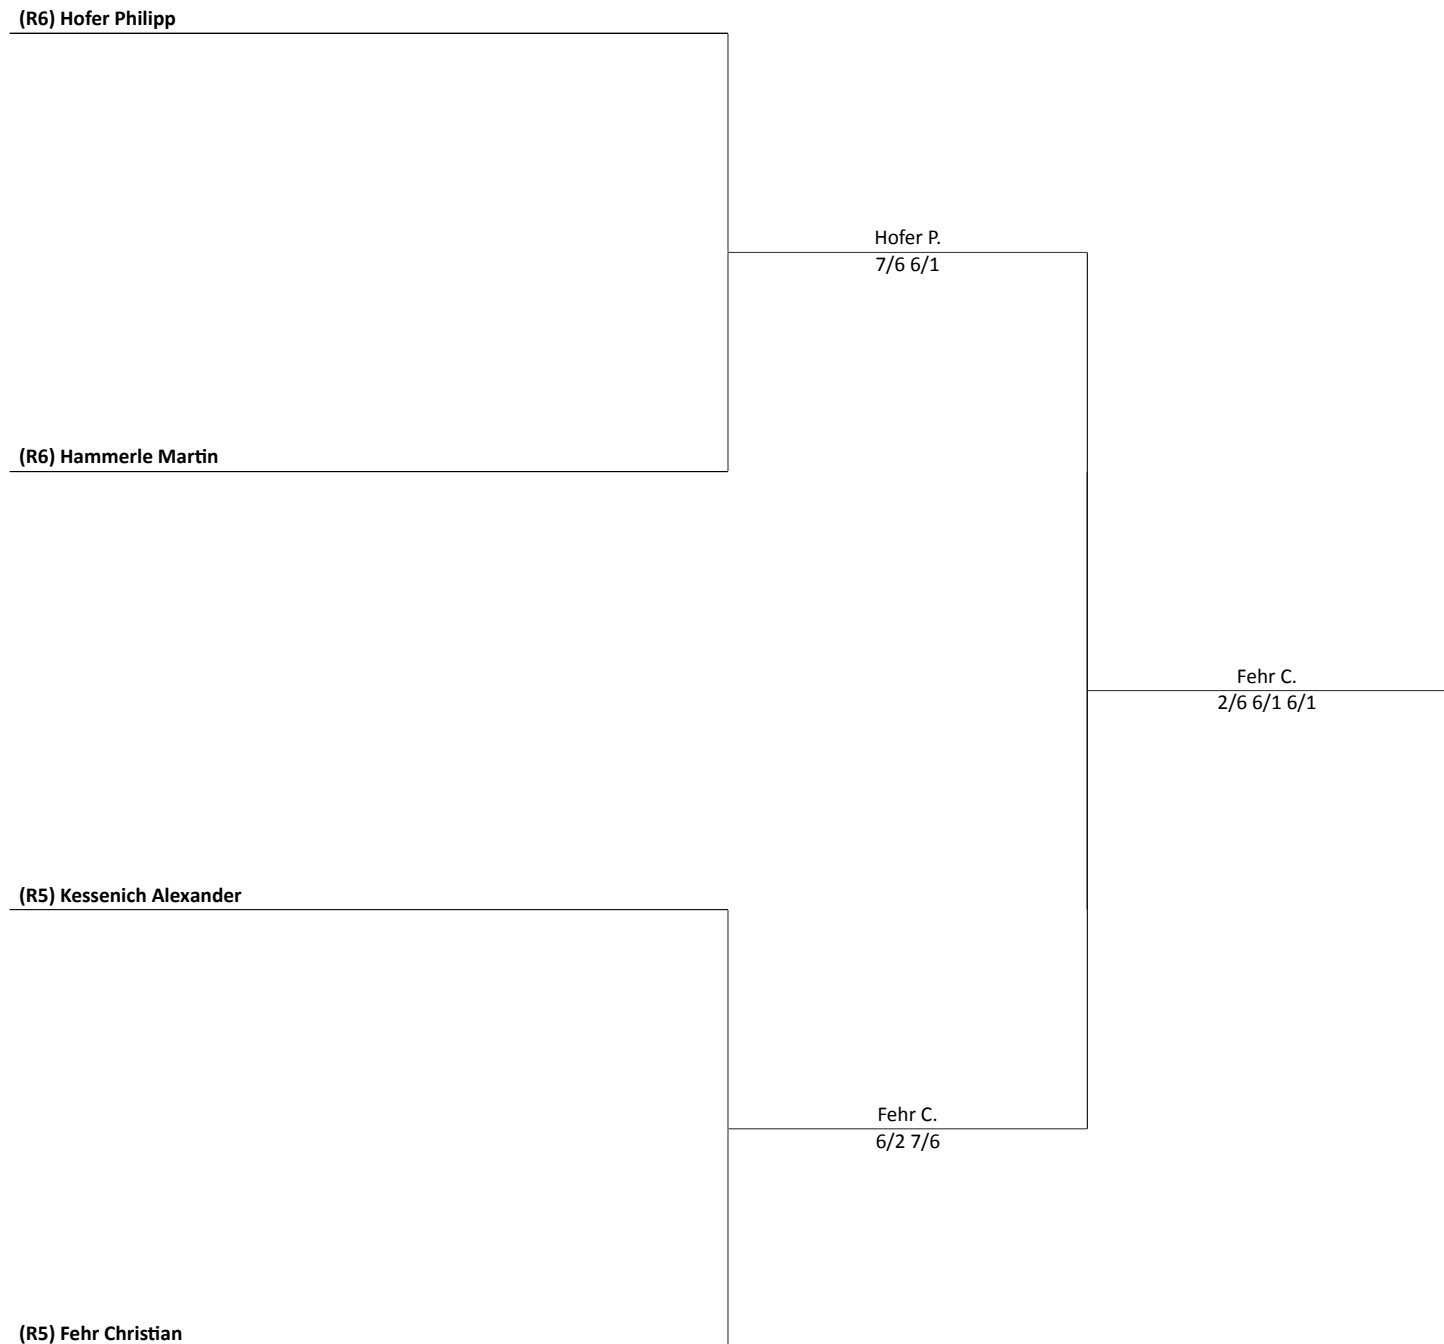 (R6) Hofer Philipp
Hofer P.
7/6 6/1
(R6) Hammerle Martin
Fehr C.
2/6 6/1 6/1
(R5) Kessenich Alexander
Fehr C.
6/2 7/6
(R5) Fehr Christian